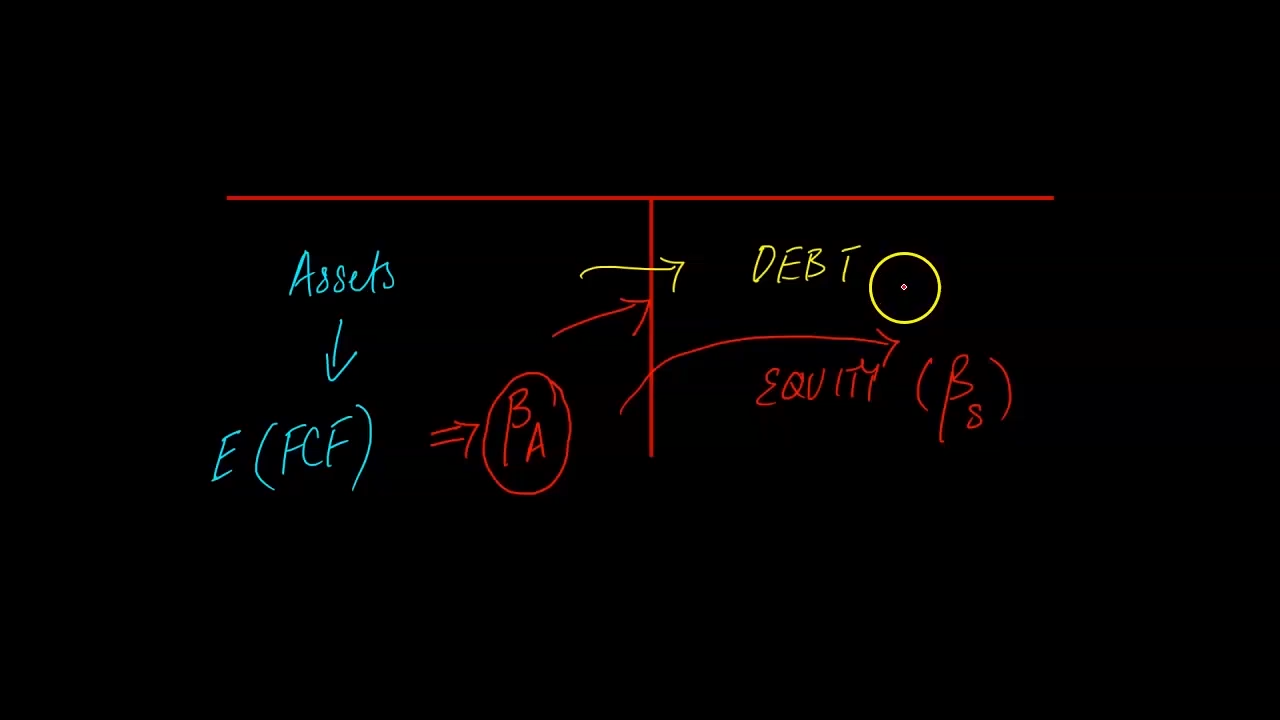 Assets
DEBT
EQUITY (βs)
E (FCF) ⇒ βA